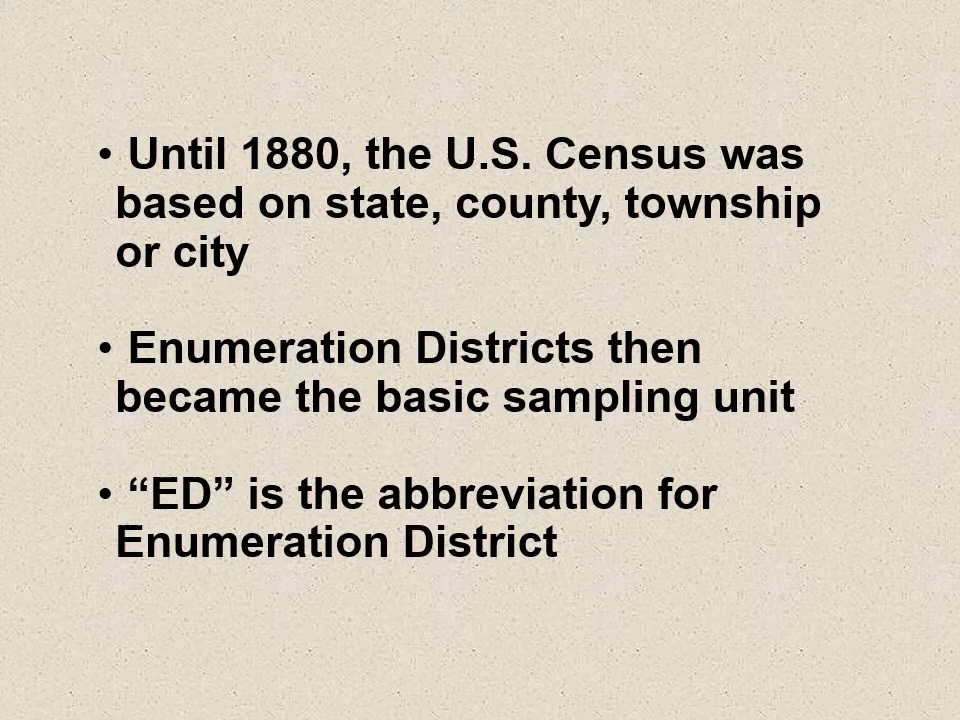 • Until 1880, the U.S. Census was
based on state, county, township
or city
• Enumeration Districts then
became the basic sampling unit
• “ED” is the abbreviation for
Enumeration District